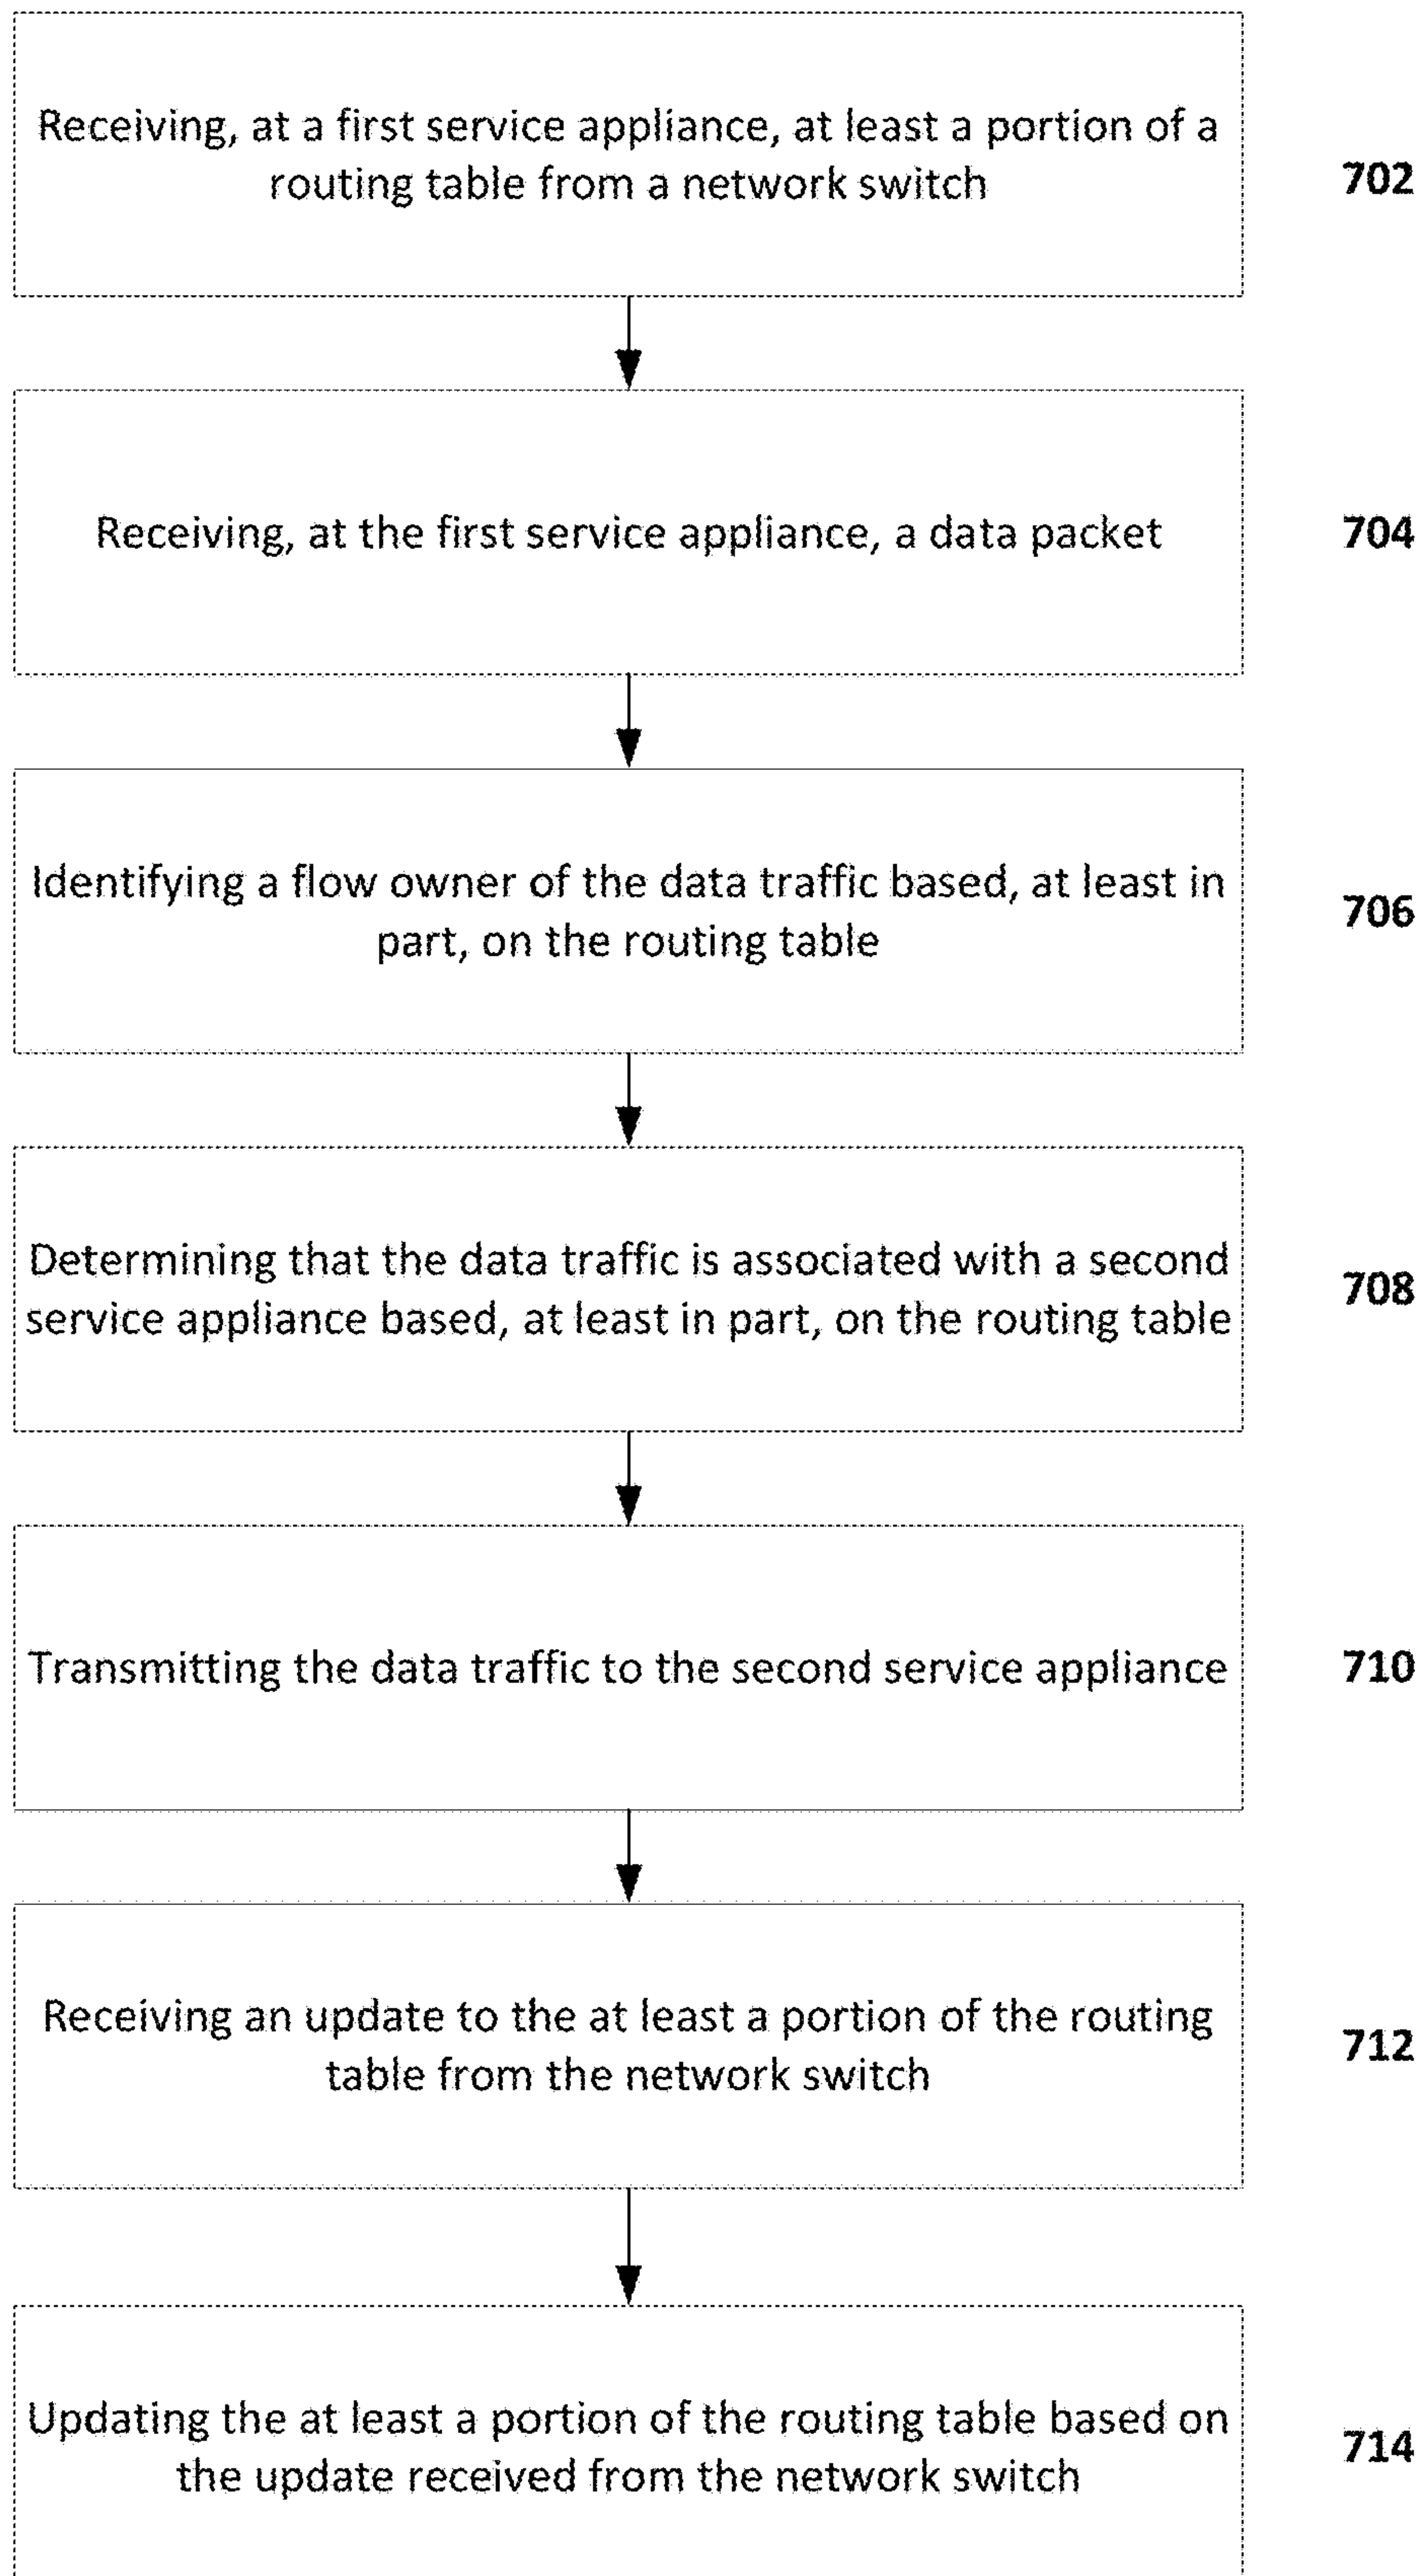 Receiving, at a first service appliance, at least a portion of a
routing table from a network switch
702
Receiving, at the first service appliance, a data packet
704
Identifying a flow owner of the data traffic based, at least in
part, on the routing table
706
Determining that the data traffic is associated with a second
service appliance based, at least in part, on the routing table
708
Transmitting the data traffic to the second service appliance
710
Receiving an update to the at least a portion of the routing
table from the network switch
712
Updating the at least a portion of the routing table based on
the update received from the network switch
714